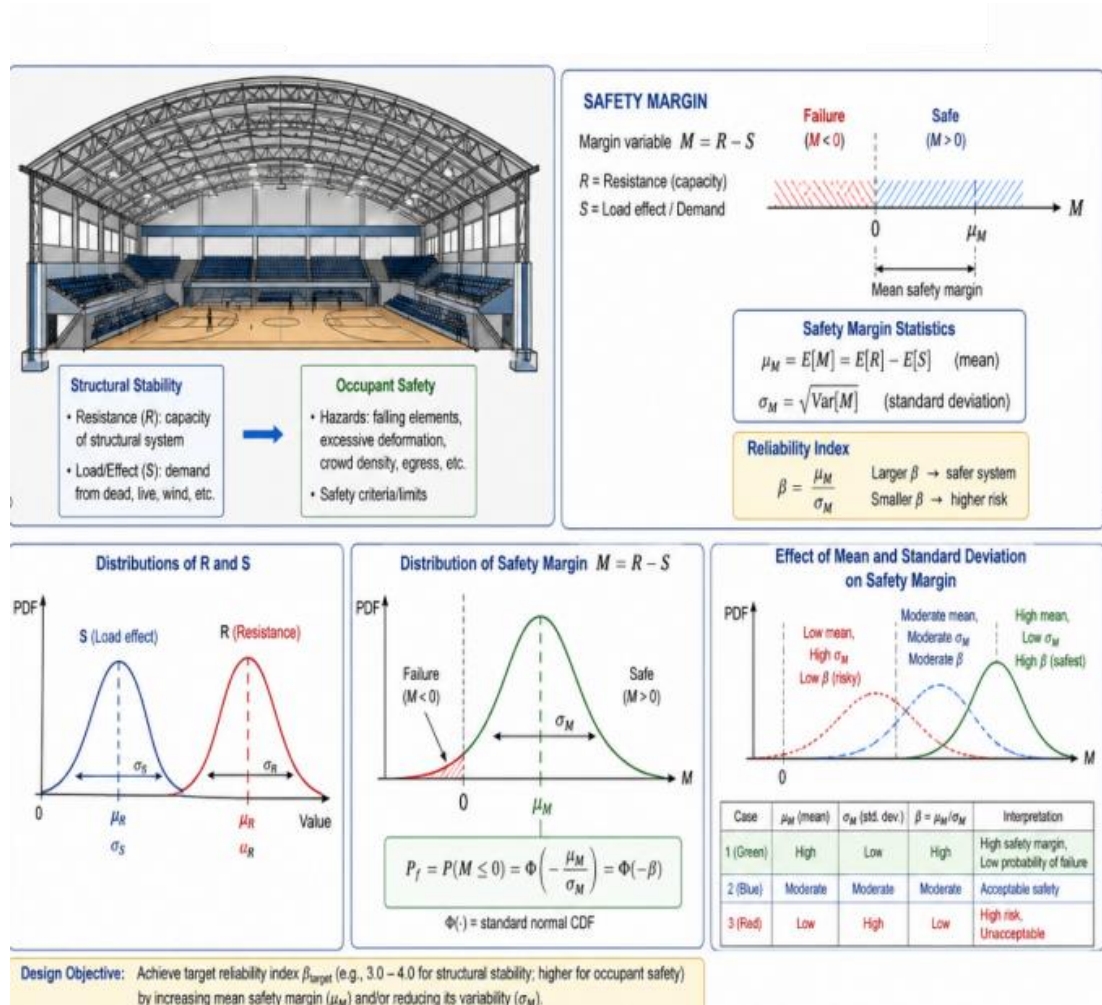 SAFETY MARGIN
Margin variable M = R − S
R = Resistance (capacity)
S = Load effect / Demand
Failure
(M < 0)
Safe
(M > 0)
0
μM
M
Mean safety margin
Safety Margin Statistics
μM = E[M] = E[R] − E[S] (mean)
σM = √Var[M] (standard deviation)
Reliability Index
β = μM / σM
Larger β → safer system
Smaller β → higher risk
Structural Stability
• Resistance (R): capacity
of structural system
• Load/Effect (S): demand
from dead, live, wind, etc.
Occupant Safety
• Hazards: falling elements,
excessive deformation,
crowd density, egress, etc.
• Safety criteria/limits
Distributions of R and S
PDF
S (Load effect)
R (Resistance)
σS
σR
0
μR
μR
Value
σS
αR
Distribution of Safety Margin M = R − S
PDF
Failure
(M < 0)
Safe
(M > 0)
σM
M
0
μM
Pf = P(M ≤ 0) = Φ(− μM / σM) = Φ(−β)
Φ(·) = standard normal CDF
Effect of Mean and Standard Deviation
on Safety Margin
PDF
Low mean,
High σM
Low β (risky)
Moderate mean,
Moderate σM
Moderate β
High mean,
Low σM
High β (safest)
0
M
Case μM (mean) σM (std. dev.) β = μM/σM Interpretation
1 (Green) High Low High High safety margin,
Low probability of failure
2 (Blue) Moderate Moderate Moderate Acceptable safety
3 (Red) Low High Low High risk,
Unacceptable
Design Objective: Achieve target reliability index βtarget (e.g., 3.0 – 4.0 for structural stability; higher for occupant safety)
by increasing mean safety margin (μM) and/or reducing its variability (σM).